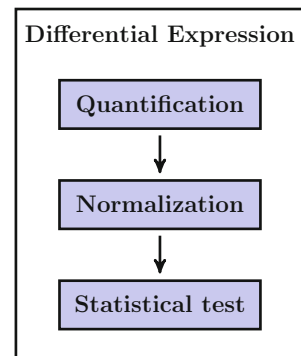 Differential Expression
Quantification
Normalization
Statistical test